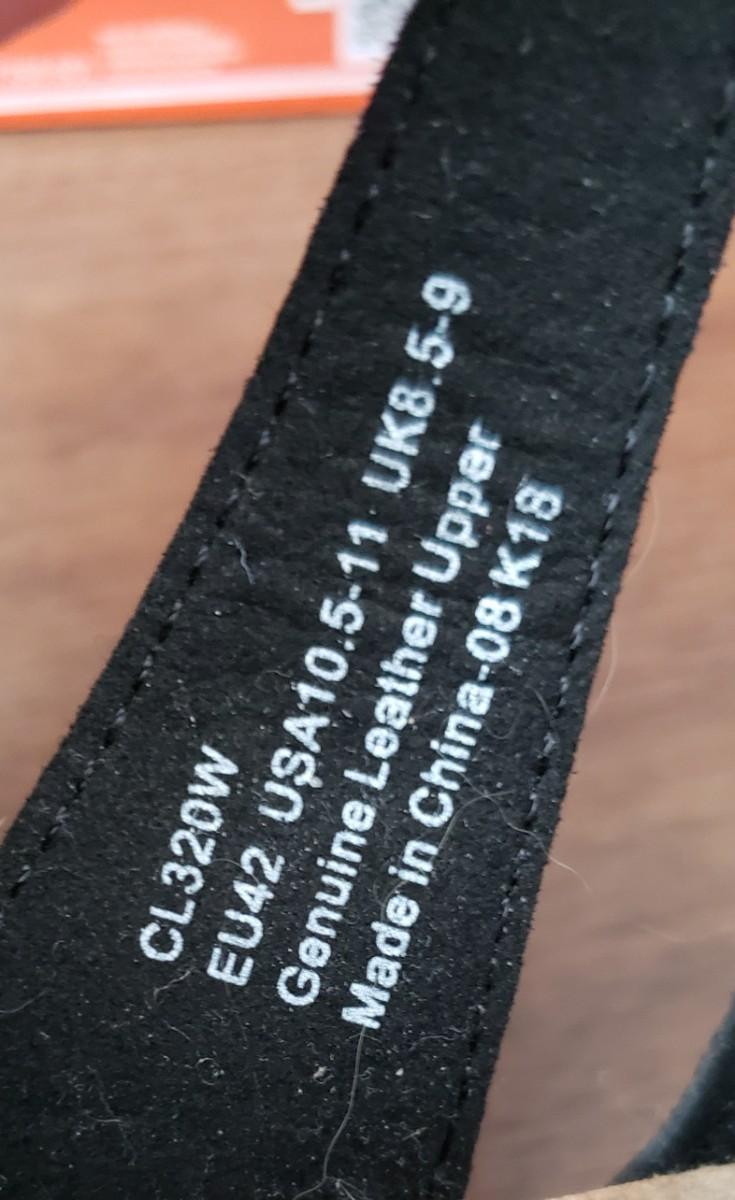 CL320W
EU42 USA10.5-11 UK8.5-9
Genuine Leather Upper
Made in China-08 K18